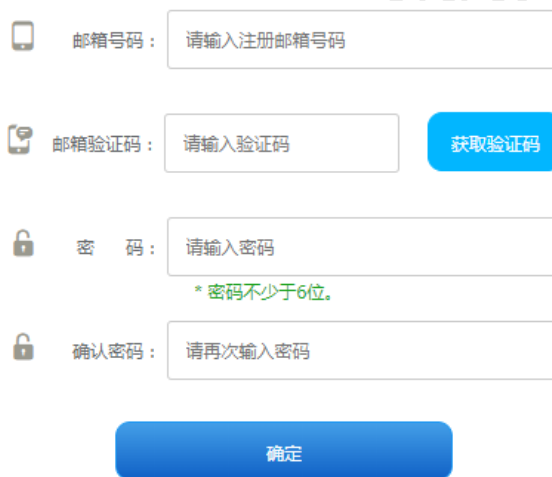 邮箱号码： 请输入注册邮箱号码
邮箱验证码： 请输入验证码 获取验证码
密 码： 请输入密码
* 密码不少于6位。
确认密码： 请再次输入密码
确定